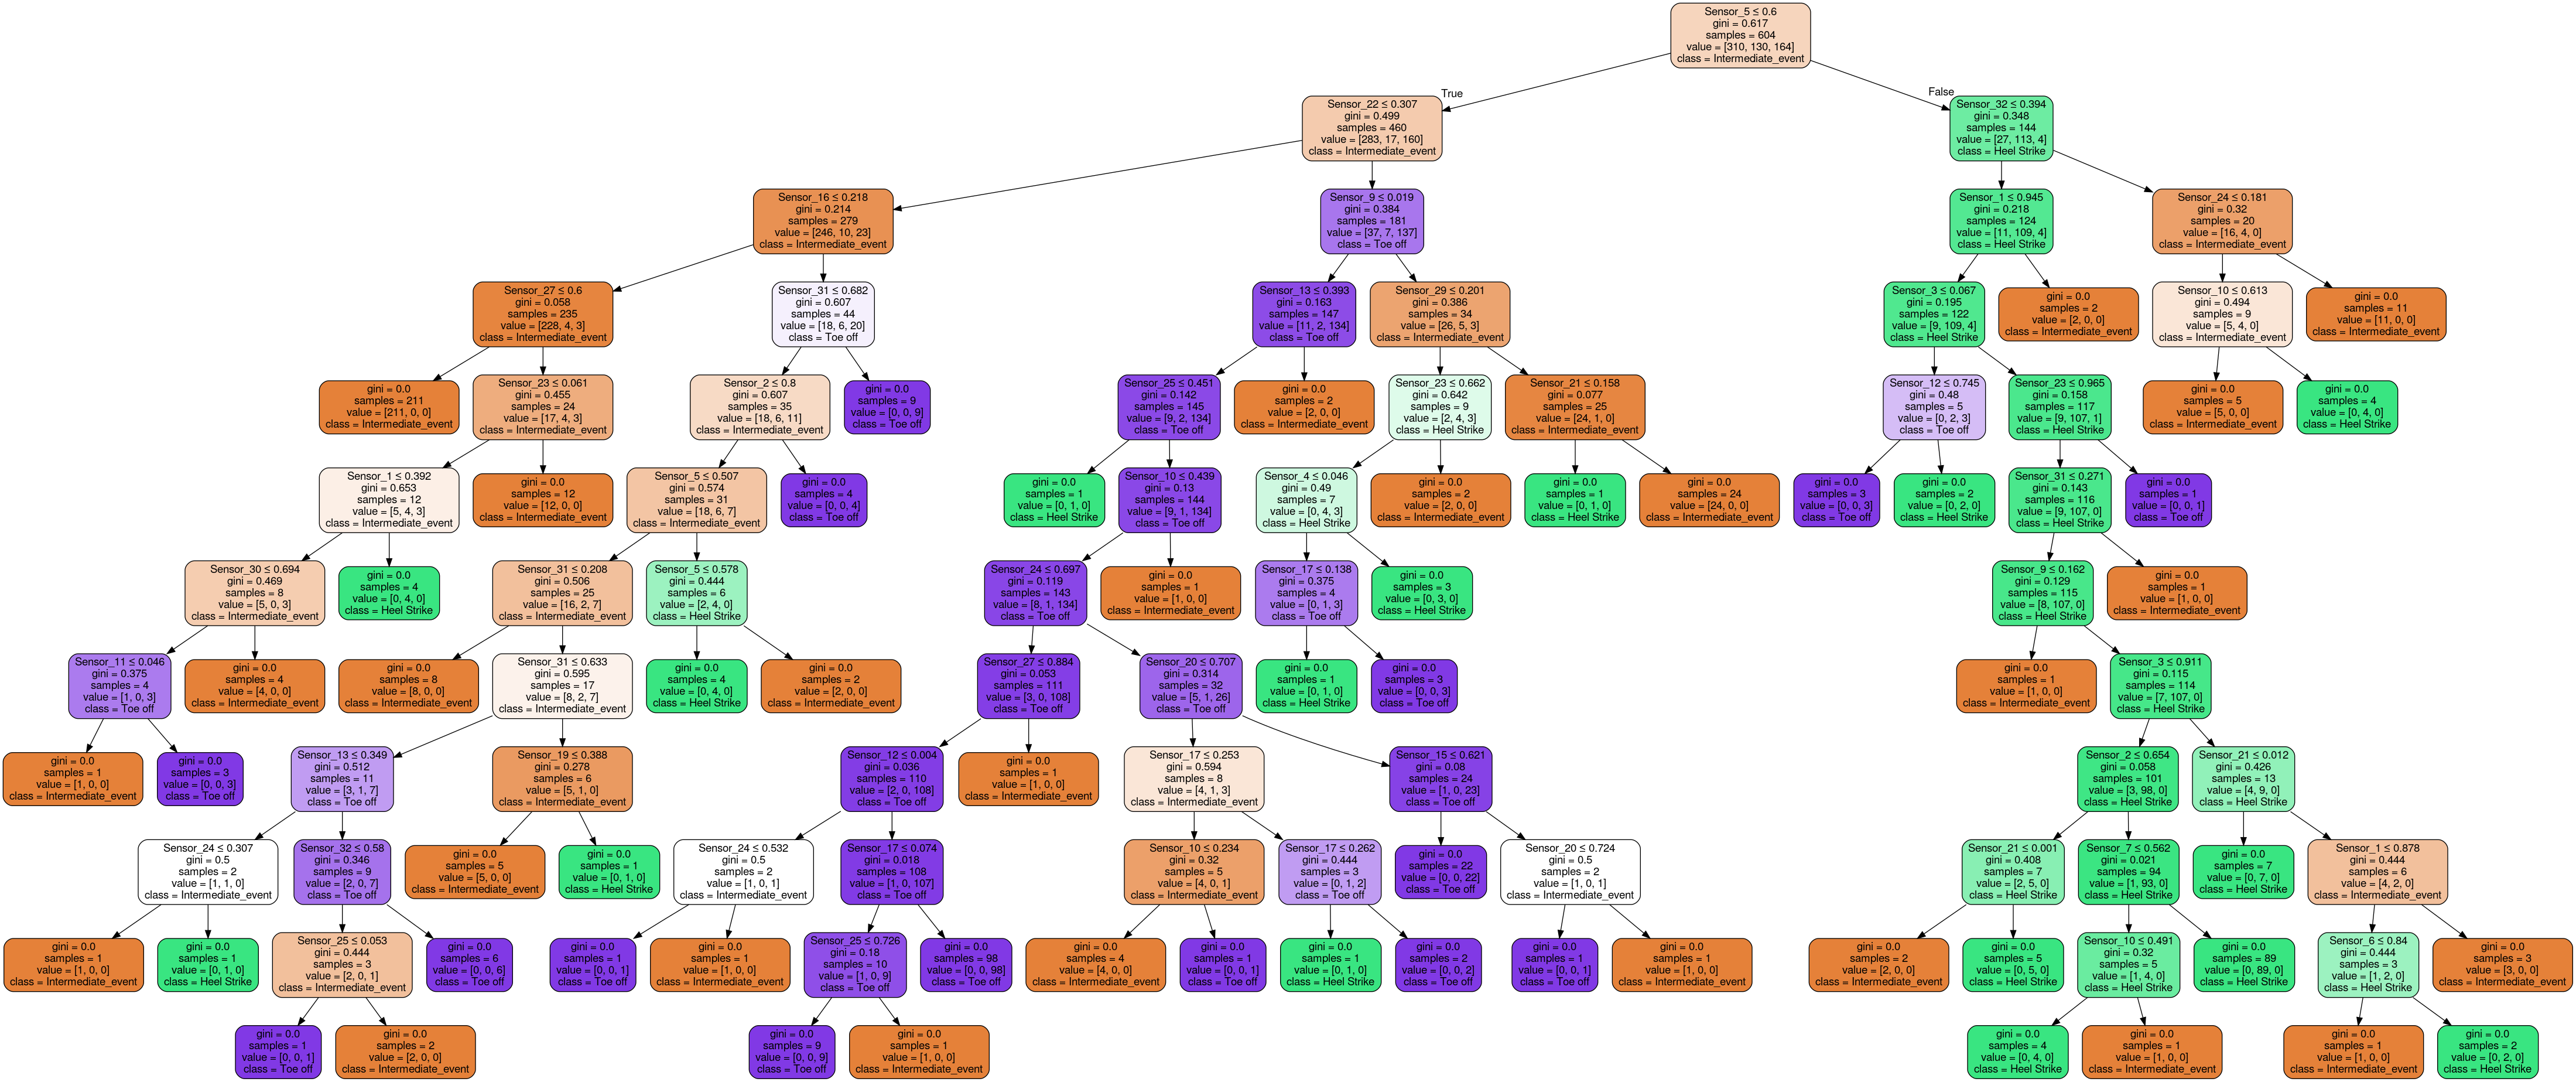 Sensor_5 ≤ 0.6
gini = 0.617
samples = 604
value = [310, 130, 164]
class = Intermediate_event
True
False
Sensor_22 ≤ 0.307
gini = 0.499
samples = 460
value = [283, 17, 160]
class = Intermediate_event
Sensor_32 ≤ 0.394
gini = 0.348
samples = 144
value = [27, 113, 4]
class = Heel Strike
Sensor_16 ≤ 0.218
gini = 0.214
samples = 279
value = [246, 10, 23]
class = Intermediate_event
Sensor_9 ≤ 0.019
gini = 0.384
samples = 181
value = [37, 7, 137]
class = Toe off
Sensor_1 ≤ 0.945
gini = 0.218
samples = 124
value = [11, 109, 4]
class = Heel Strike
Sensor_24 ≤ 0.181
gini = 0.32
samples = 20
value = [16, 4, 0]
class = Intermediate_event
Sensor_27 ≤ 0.6
gini = 0.058
samples = 235
value = [228, 4, 3]
class = Intermediate_event
Sensor_31 ≤ 0.682
gini = 0.607
samples = 44
value = [18, 6, 20]
class = Toe off
Sensor_13 ≤ 0.393
gini = 0.163
samples = 147
value = [11, 2, 134]
class = Toe off
Sensor_29 ≤ 0.201
gini = 0.386
samples = 34
value = [26, 5, 3]
class = Intermediate_event
Sensor_3 ≤ 0.067
gini = 0.195
samples = 122
value = [9, 109, 4]
class = Heel Strike
gini = 0.0
samples = 2
value = [2, 0, 0]
class = Intermediate_event
Sensor_10 ≤ 0.613
gini = 0.494
samples = 9
value = [5, 4, 0]
class = Intermediate_event
gini = 0.0
samples = 11
value = [11, 0, 0]
class = Intermediate_event
gini = 0.0
samples = 211
value = [211, 0, 0]
class = Intermediate_event
Sensor_23 ≤ 0.061
gini = 0.455
samples = 24
value = [17, 4, 3]
class = Intermediate_event
Sensor_2 ≤ 0.8
gini = 0.607
samples = 35
value = [18, 6, 11]
class = Intermediate_event
gini = 0.0
samples = 9
value = [0, 0, 9]
class = Toe off
Sensor_25 ≤ 0.451
gini = 0.142
samples = 145
value = [9, 2, 134]
class = Toe off
gini = 0.0
samples = 2
value = [2, 0, 0]
class = Intermediate_event
Sensor_23 ≤ 0.662
gini = 0.642
samples = 9
value = [2, 4, 3]
class = Heel Strike
Sensor_21 ≤ 0.158
gini = 0.077
samples = 25
value = [24, 1, 0]
class = Intermediate_event
Sensor_12 ≤ 0.745
gini = 0.48
samples = 5
value = [0, 2, 3]
class = Toe off
Sensor_23 ≤ 0.965
gini = 0.158
samples = 117
value = [9, 107, 1]
class = Heel Strike
gini = 0.0
samples = 5
value = [5, 0, 0]
class = Intermediate_event
gini = 0.0
samples = 4
value = [0, 4, 0]
class = Heel Strike
Sensor_1 ≤ 0.392
gini = 0.653
samples = 12
value = [5, 4, 3]
class = Intermediate_event
gini = 0.0
samples = 12
value = [12, 0, 0]
class = Intermediate_event
Sensor_5 ≤ 0.507
gini = 0.574
samples = 31
value = [18, 6, 7]
class = Intermediate_event
gini = 0.0
samples = 4
value = [0, 0, 4]
class = Toe off
gini = 0.0
samples = 1
value = [0, 1, 0]
class = Heel Strike
Sensor_10 ≤ 0.439
gini = 0.13
samples = 144
value = [9, 1, 134]
class = Toe off
Sensor_4 ≤ 0.046
gini = 0.49
samples = 7
value = [0, 4, 3]
class = Heel Strike
gini = 0.0
samples = 2
value = [2, 0, 0]
class = Intermediate_event
gini = 0.0
samples = 1
value = [0, 1, 0]
class = Heel Strike
gini = 0.0
samples = 24
value = [24, 0, 0]
class = Intermediate_event
gini = 0.0
samples = 3
value = [0, 0, 3]
class = Toe off
gini = 0.0
samples = 2
value = [0, 2, 0]
class = Heel Strike
Sensor_31 ≤ 0.271
gini = 0.143
samples = 116
value = [9, 107, 0]
class = Heel Strike
gini = 0.0
samples = 1
value = [0, 0, 1]
class = Toe off
Sensor_30 ≤ 0.694
gini = 0.469
samples = 8
value = [5, 0, 3]
class = Intermediate_event
gini = 0.0
samples = 4
value = [0, 4, 0]
class = Heel Strike
Sensor_31 ≤ 0.208
gini = 0.506
samples = 25
value = [16, 2, 7]
class = Intermediate_event
Sensor_5 ≤ 0.578
gini = 0.444
samples = 6
value = [2, 4, 0]
class = Heel Strike
Sensor_24 ≤ 0.697
gini = 0.119
samples = 143
value = [8, 1, 134]
class = Toe off
gini = 0.0
samples = 1
value = [1, 0, 0]
class = Intermediate_event
Sensor_17 ≤ 0.138
gini = 0.375
samples = 4
value = [0, 1, 3]
class = Toe off
gini = 0.0
samples = 3
value = [0, 3, 0]
class = Heel Strike
Sensor_9 ≤ 0.162
gini = 0.129
samples = 115
value = [8, 107, 0]
class = Heel Strike
gini = 0.0
samples = 1
value = [1, 0, 0]
class = Intermediate_event
Sensor_11 ≤ 0.046
gini = 0.375
samples = 4
value = [1, 0, 3]
class = Toe off
gini = 0.0
samples = 4
value = [4, 0, 0]
class = Intermediate_event
gini = 0.0
samples = 8
value = [8, 0, 0]
class = Intermediate_event
Sensor_31 ≤ 0.633
gini = 0.595
samples = 17
value = [8, 2, 7]
class = Intermediate_event
gini = 0.0
samples = 4
value = [0, 4, 0]
class = Heel Strike
gini = 0.0
samples = 2
value = [2, 0, 0]
class = Intermediate_event
Sensor_27 ≤ 0.884
gini = 0.053
samples = 111
value = [3, 0, 108]
class = Toe off
Sensor_20 ≤ 0.707
gini = 0.314
samples = 32
value = [5, 1, 26]
class = Toe off
gini = 0.0
samples = 1
value = [0, 1, 0]
class = Heel Strike
gini = 0.0
samples = 3
value = [0, 0, 3]
class = Toe off
gini = 0.0
samples = 1
value = [1, 0, 0]
class = Intermediate_event
Sensor_3 ≤ 0.911
gini = 0.115
samples = 114
value = [7, 107, 0]
class = Heel Strike
gini = 0.0
samples = 1
value = [1, 0, 0]
class = Intermediate_event
gini = 0.0
samples = 3
value = [0, 0, 3]
class = Toe off
Sensor_13 ≤ 0.349
gini = 0.512
samples = 11
value = [3, 1, 7]
class = Toe off
Sensor_19 ≤ 0.388
gini = 0.278
samples = 6
value = [5, 1, 0]
class = Intermediate_event
Sensor_12 ≤ 0.004
gini = 0.036
samples = 110
value = [2, 0, 108]
class = Toe off
gini = 0.0
samples = 1
value = [1, 0, 0]
class = Intermediate_event
Sensor_17 ≤ 0.253
gini = 0.594
samples = 8
value = [4, 1, 3]
class = Intermediate_event
Sensor_15 ≤ 0.621
gini = 0.08
samples = 24
value = [1, 0, 23]
class = Toe off
Sensor_2 ≤ 0.654
gini = 0.058
samples = 101
value = [3, 98, 0]
class = Heel Strike
Sensor_21 ≤ 0.012
gini = 0.426
samples = 13
value = [4, 9, 0]
class = Heel Strike
Sensor_24 ≤ 0.307
gini = 0.5
samples = 2
value = [1, 1, 0]
class = Intermediate_event
Sensor_32 ≤ 0.58
gini = 0.346
samples = 9
value = [2, 0, 7]
class = Toe off
gini = 0.0
samples = 5
value = [5, 0, 0]
class = Intermediate_event
gini = 0.0
samples = 1
value = [0, 1, 0]
class = Heel Strike
Sensor_24 ≤ 0.532
gini = 0.5
samples = 2
value = [1, 0, 1]
class = Intermediate_event
Sensor_17 ≤ 0.074
gini = 0.018
samples = 108
value = [1, 0, 107]
class = Toe off
Sensor_10 ≤ 0.234
gini = 0.32
samples = 5
value = [4, 0, 1]
class = Intermediate_event
Sensor_17 ≤ 0.262
gini = 0.444
samples = 3
value = [0, 1, 2]
class = Toe off
gini = 0.0
samples = 22
value = [0, 0, 22]
class = Toe off
Sensor_20 ≤ 0.724
gini = 0.5
samples = 2
value = [1, 0, 1]
class = Intermediate_event
Sensor_21 ≤ 0.001
gini = 0.408
samples = 7
value = [2, 5, 0]
class = Heel Strike
Sensor_7 ≤ 0.562
gini = 0.021
samples = 94
value = [1, 93, 0]
class = Heel Strike
gini = 0.0
samples = 7
value = [0, 7, 0]
class = Heel Strike
Sensor_1 ≤ 0.878
gini = 0.444
samples = 6
value = [4, 2, 0]
class = Intermediate_event
gini = 0.0
samples = 1
value = [1, 0, 0]
class = Intermediate_event
gini = 0.0
samples = 1
value = [0, 1, 0]
class = Heel Strike
Sensor_25 ≤ 0.053
gini = 0.444
samples = 3
value = [2, 0, 1]
class = Intermediate_event
gini = 0.0
samples = 6
value = [0, 0, 6]
class = Toe off
gini = 0.0
samples = 1
value = [0, 0, 1]
class = Toe off
gini = 0.0
samples = 1
value = [1, 0, 0]
class = Intermediate_event
Sensor_25 ≤ 0.726
gini = 0.18
samples = 10
value = [1, 0, 9]
class = Toe off
gini = 0.0
samples = 98
value = [0, 0, 98]
class = Toe off
gini = 0.0
samples = 4
value = [4, 0, 0]
class = Intermediate_event
gini = 0.0
samples = 1
value = [0, 0, 1]
class = Toe off
gini = 0.0
samples = 1
value = [0, 1, 0]
class = Heel Strike
gini = 0.0
samples = 2
value = [0, 0, 2]
class = Toe off
gini = 0.0
samples = 1
value = [0, 0, 1]
class = Toe off
gini = 0.0
samples = 1
value = [1, 0, 0]
class = Intermediate_event
gini = 0.0
samples = 2
value = [2, 0, 0]
class = Intermediate_event
gini = 0.0
samples = 5
value = [0, 5, 0]
class = Heel Strike
Sensor_10 ≤ 0.491
gini = 0.32
samples = 5
value = [1, 4, 0]
class = Heel Strike
gini = 0.0
samples = 89
value = [0, 89, 0]
class = Heel Strike
Sensor_6 ≤ 0.84
gini = 0.444
samples = 3
value = [1, 2, 0]
class = Heel Strike
gini = 0.0
samples = 3
value = [3, 0, 0]
class = Intermediate_event
gini = 0.0
samples = 1
value = [0, 0, 1]
class = Toe off
gini = 0.0
samples = 2
value = [2, 0, 0]
class = Intermediate_event
gini = 0.0
samples = 9
value = [0, 0, 9]
class = Toe off
gini = 0.0
samples = 1
value = [1, 0, 0]
class = Intermediate_event
gini = 0.0
samples = 4
value = [0, 4, 0]
class = Heel Strike
gini = 0.0
samples = 1
value = [1, 0, 0]
class = Intermediate_event
gini = 0.0
samples = 1
value = [1, 0, 0]
class = Intermediate_event
gini = 0.0
samples = 2
value = [0, 2, 0]
class = Heel Strike